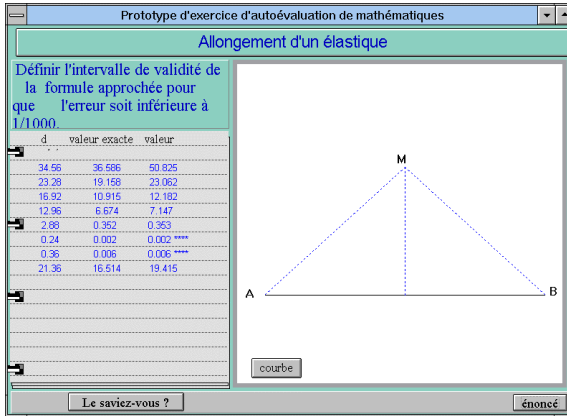 Prototype d'exercice d'autoévaluation de mathématiques
Allongement d'un élastique
Définir l'intervalle de validité de
la formule approchée pour
que l'erreur soit inférieure à
1/1000.
d valeur exacte valeur
34.56 36.586 50.825
23.28 19.158 23.062
16.92 10.915 12.182
12.96 6.674 7.147
2.88 0.352 0.353
0.24 0.002 0.002 ****
0.36 0.006 0.006 ****
21.36 16.514 19.415
M
A B
courbe
Le saviez-vous ?
énoncé